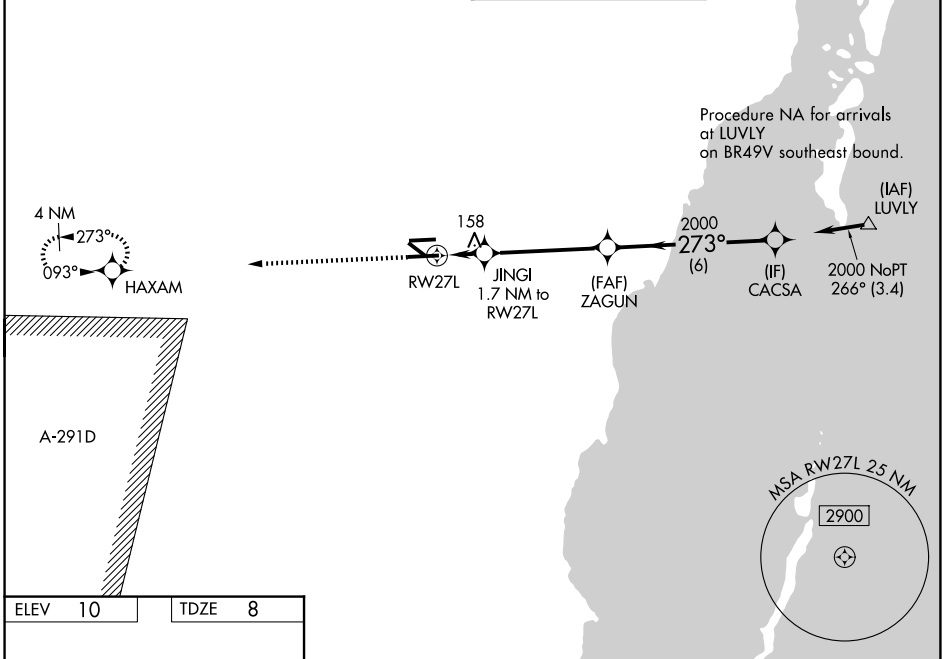 Procedure NA for arrivals
at LUVLY
on BR49V southeast bound.
(IAF)
LUVLY
4 NM
273°
093°
HAXAM
158
RW27L
JINGI
1.7 NM to
RW27L
(FAF)
ZAGUN
2000
273°
(6)
(IF)
CACSA
2000 NoPT
266° (3.4)
A-291D
MSA RW27L 25 NM
2900
ELEV 10
TDZE 8